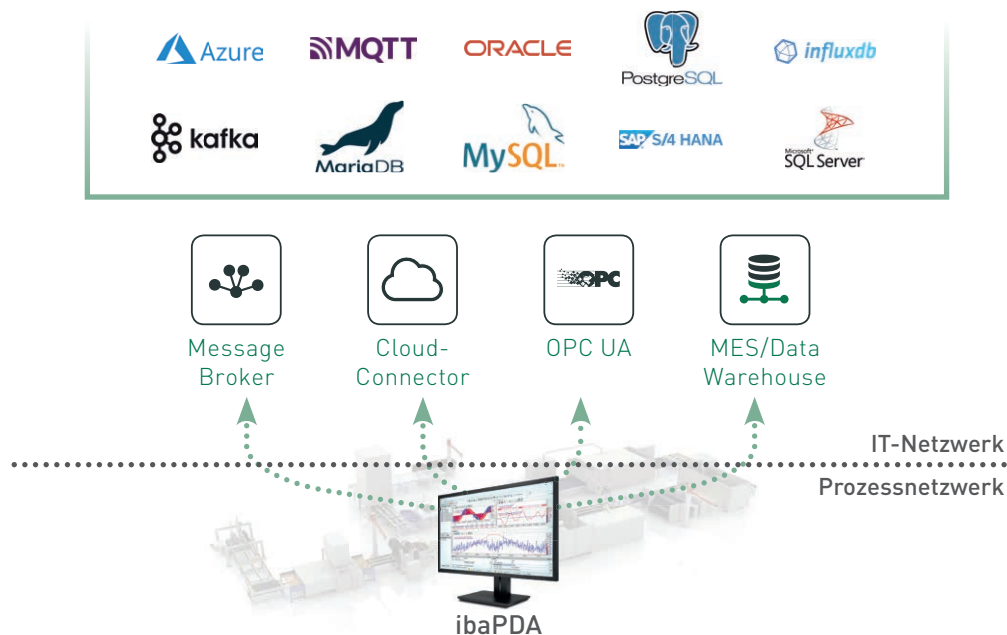 Azure
MQTT
ORACLE
PostgreSQL
influxdb
kafka
MariaDB
MySQL™
SAP S/4 HANA
Microsoft®
SQL Server
OPC
Message
Broker
Cloud-
Connector
OPC UA
MES/Data
Warehouse
IT-Netzwerk
Prozessnetzwerk
ibaPDA